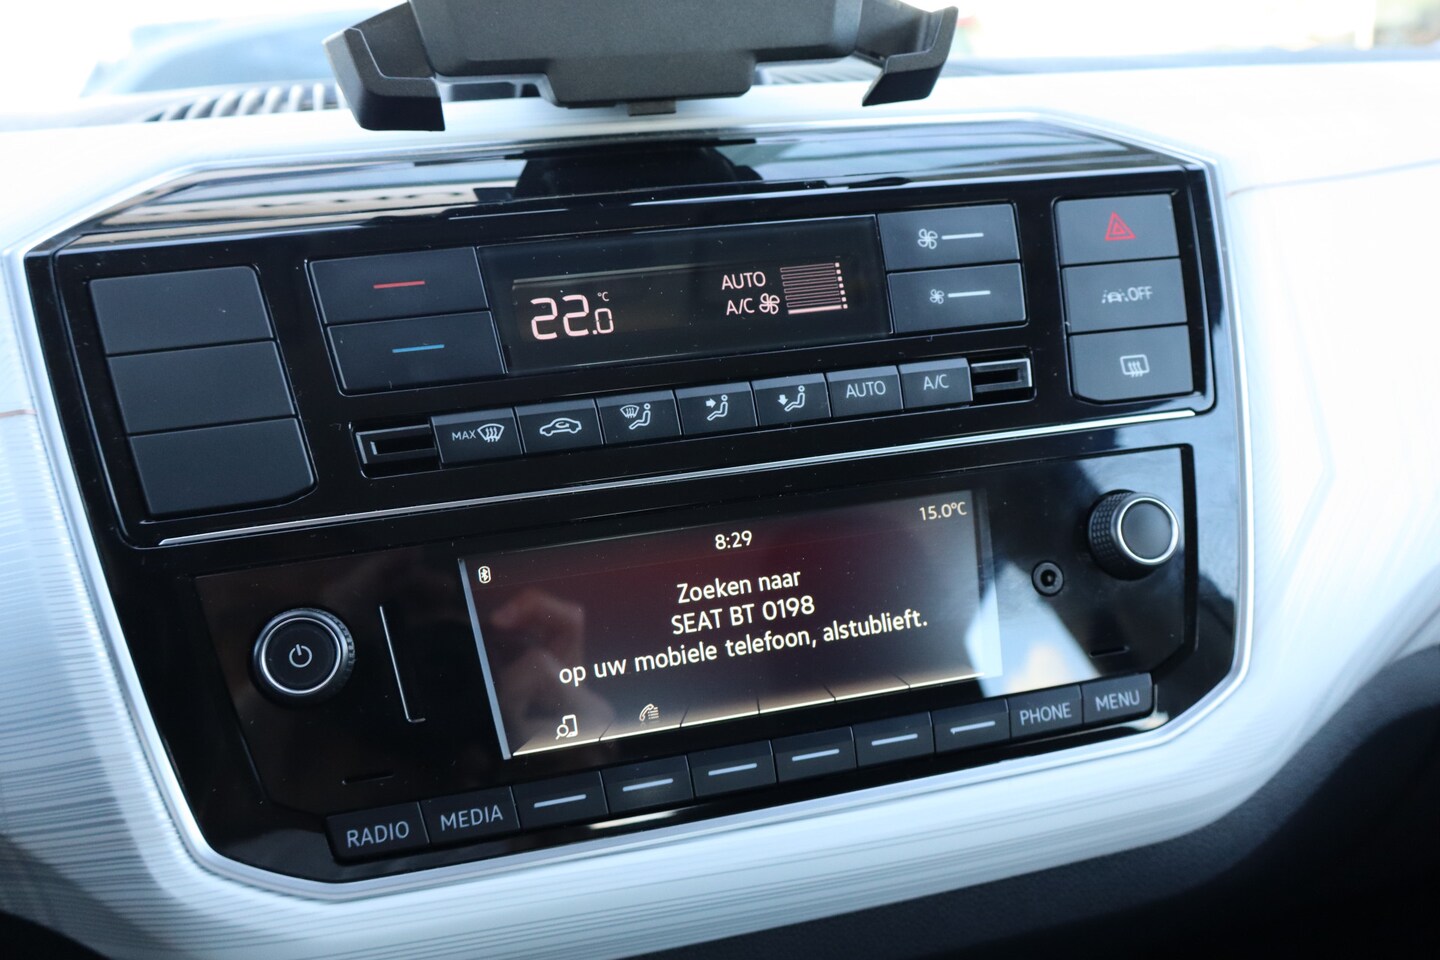 22.0 °C
AUTO
A/C
OFF
MAX
AUTO
A/C
8:29
15.0°C
Zoeken naar
SEAT BT 0198
op uw mobiele telefoon, alstublieft.
RADIO
MEDIA
PHONE
MENU